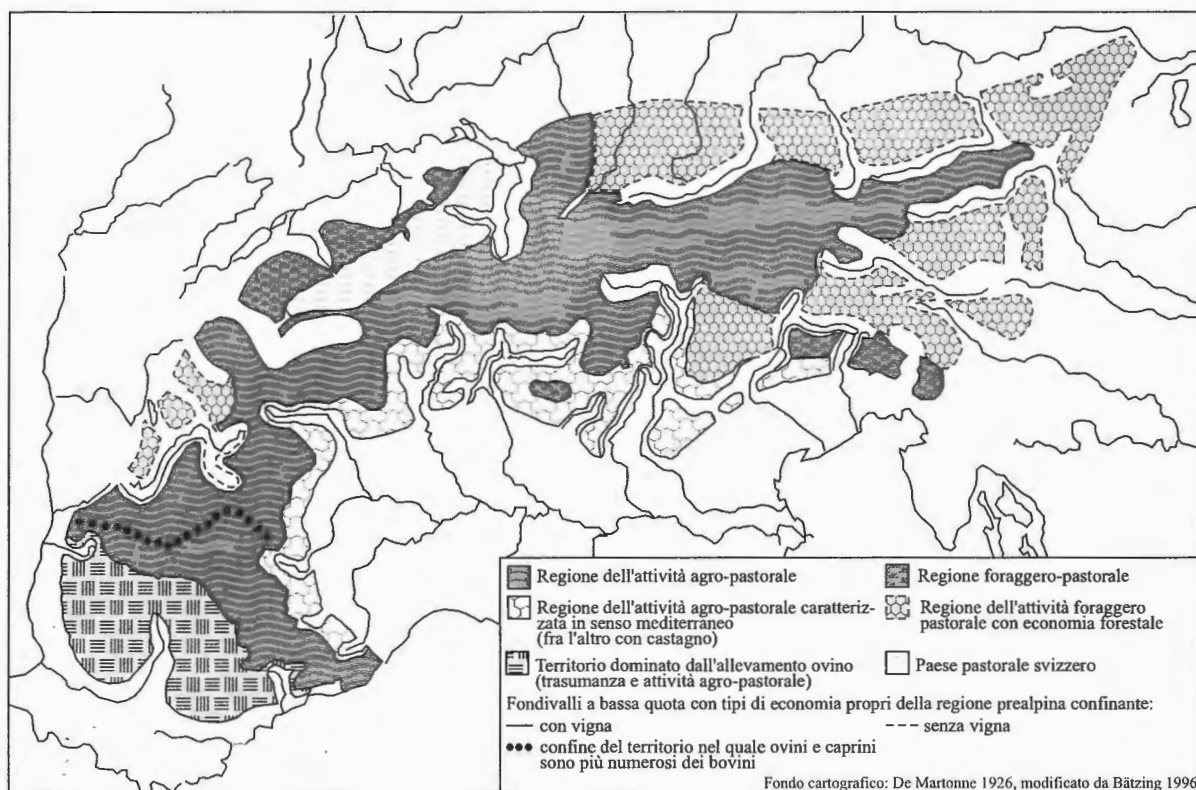 Regione dell'attività agro-pastorale
Regione dell'attività agro-pastorale caratteriz-
zata in senso mediterraneo
(fra l'altro con castagno)
Territorio dominato dall'allevamento ovino
(trasumanza e attività agro-pastorale)
Regione foraggero-pastorale
Regione dell'attività foraggero
pastorale con economia forestale
Paese pastorale svizzero
Fondivalli a bassa quota con tipi di economia propri della regione prealpina confinante:
con vigna
senza vigna
confine del territorio nel quale ovini e caprini
sono più numerosi dei bovini
Fondo cartografico: De Martonne 1926, modificato da Bätzing 1996